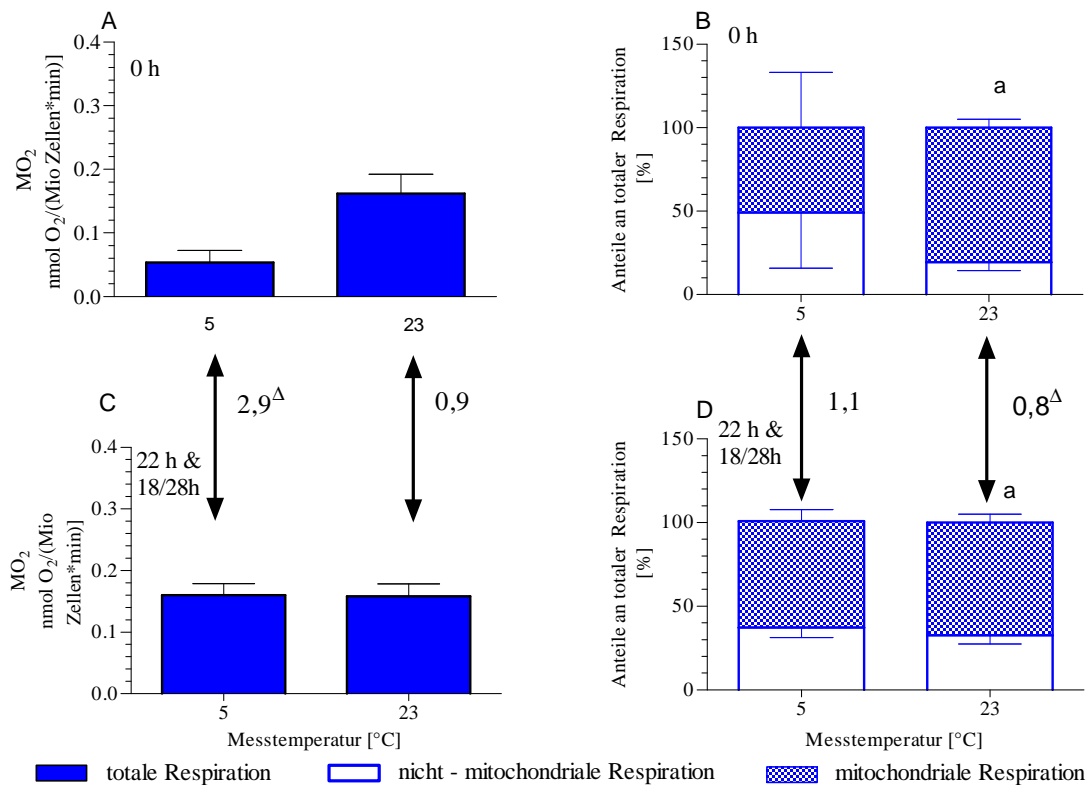 A
0 h
MO2
nmol O2/(Mio Zellen*min)]
0.4
0.3
0.2
0.1
0.0
5
23
B
0 h
a
Anteile an totaler Respiration
[%]
150
100
50
0
5
23
2,9Δ
0,9
1,1
0,8Δ
C
22 h &
18/28h
MO2
nmol O2/(Mio
Zellen*min)]
0.4
0.3
0.2
0.1
0.0
5
23
Messtemperatur [°C]
D
22 h &
18/28h
a
Anteile an totaler Respiration
[%]
150
100
50
0
5
23
Messtemperatur [°C]
totale Respiration
nicht - mitochondriale Respiration
mitochondriale Respiration